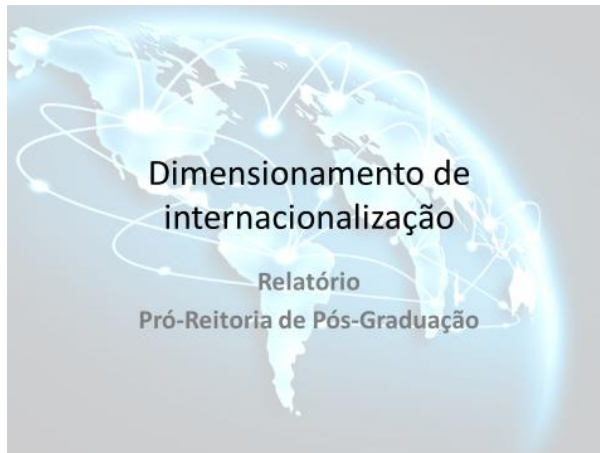 Dimensionamento de
internacionalização
Relatório
Pró-Reitoria de Pós-Graduação